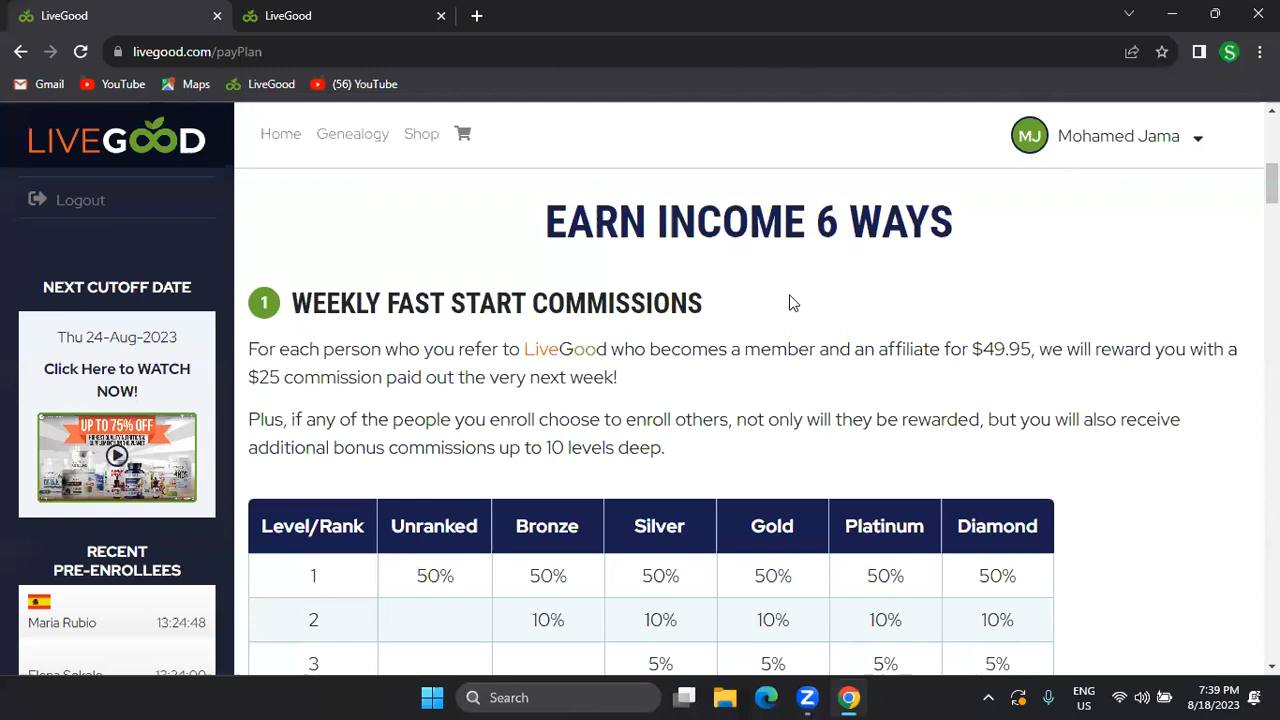 LiveGood
LiveGood
livegood.com/payPlan
S
Gmail YouTube Maps LiveGood (56) YouTube
LIVEGOOD
Home Genealogy Shop
MJ Mohamed Jama
Logout
NEXT CUTOFF DATE
Thu 24-Aug-2023
Click Here to WATCH
NOW!
UP TO 75% OFF
RECENT
PRE-ENROLLEES
Maria Rubio 13:24:48
EARN INCOME 6 WAYS
1 WEEKLY FAST START COMMISSIONS
For each person who you refer to LiveGood who becomes a member and an affiliate for $49.95, we will reward you with a
$25 commission paid out the very next week!
Plus, if any of the people you enroll choose to enroll others, not only will they be rewarded, but you will also receive
additional bonus commissions up to 10 levels deep.
Level/Rank Unranked Bronze Silver Gold Platinum Diamond
1 50% 50% 50% 50% 50% 50%
2 10% 10% 10% 10% 10%
3 5% 5% 5% 5%
Search
ENG
US
7:39 PM
8/18/2023